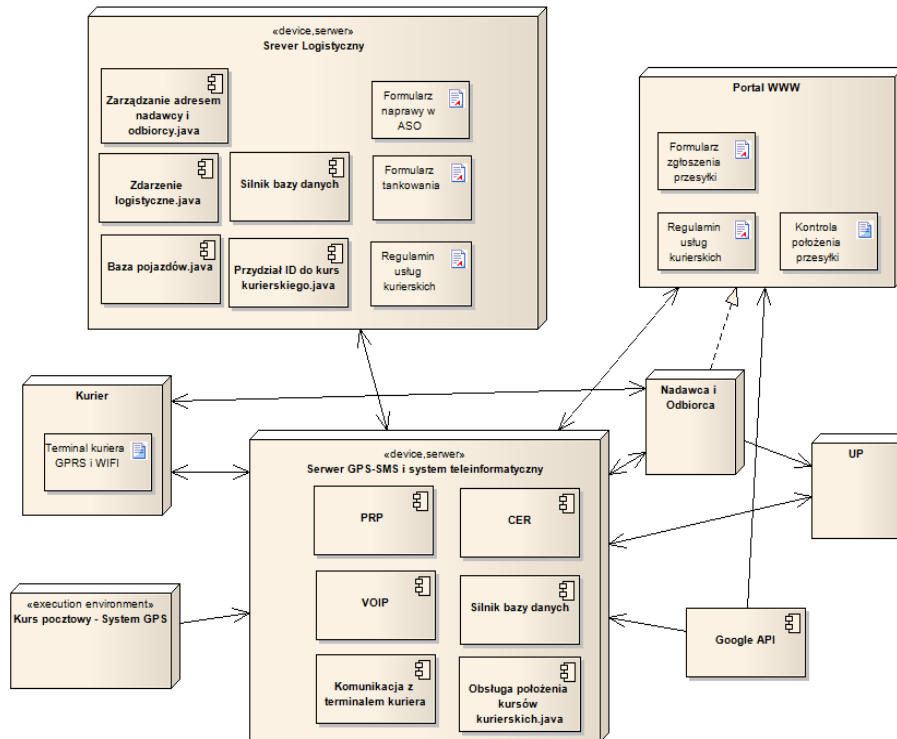 «device,serwer»
Srever Logistyczny
Zarządzanie adresem
nadawcy i
odbiorcy.java
Formularz
naprawy w
ASO
Zdarzenie
logistyczne.java
Silnik bazy danych
Formularz
tankowania
Baza pojazdów.java
Przydział ID do kurs
kurierskiego.java
Regulamin
usług
kurierskich
Portal WWW
Formularz
zgłoszenia
przesyłki
Regulamin
usług
kurierskich
Kontrola
położenia
przesyłki
Kurier
Terminal kuriera
GPRS i WIFI
Nadawca i
Odbiorca
UP
«device,serwer»
Serwer GPS-SMS i system teleinformatyczny
PRP
CER
VOIP
Silnik bazy danych
Komunikacja z
terminalem kuriera
Obsługa położenia
kursów
kurierskich.java
«execution environment»
Kurs pocztowy - System GPS
Google API